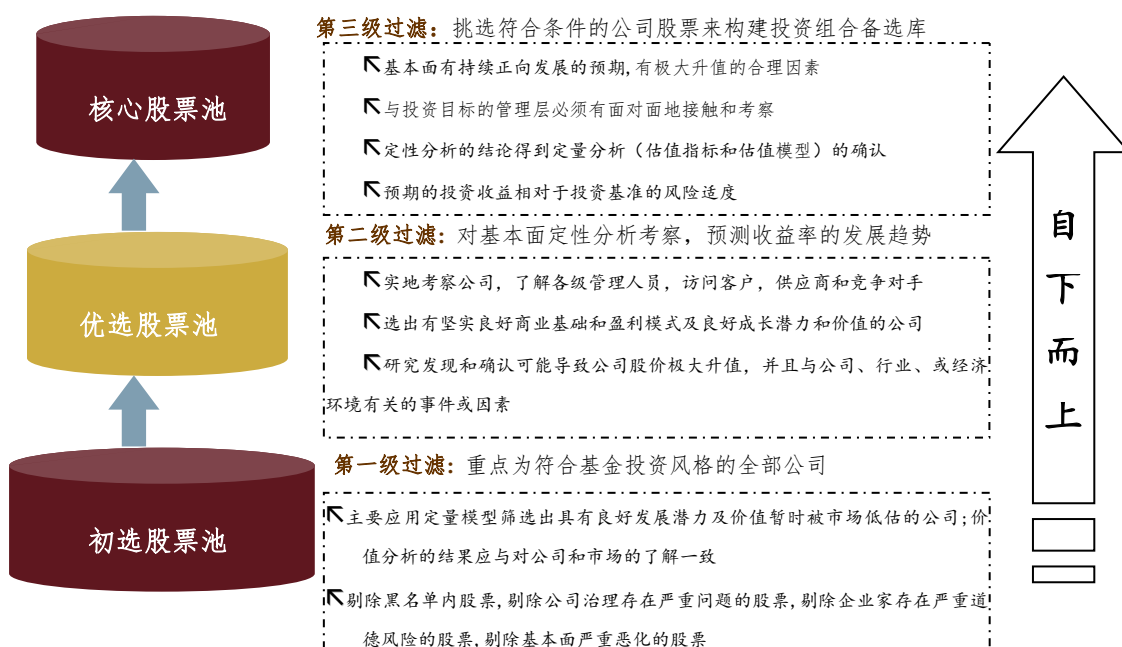 第三级过滤：挑选符合条件的公司股票来构建投资组合备选库
核心股票池
基本面有持续正向发展的预期,有极大升值的合理因素
与投资目标的管理层必须有面对面地接触和考察
定性分析的结论得到定量分析（估值指标和估值模型）的确认
预期的投资收益相对于投资基准的风险适度
第二级过滤：对基本面定性分析考察，预测收益率的发展趋势
优选股票池
实地考察公司，了解各级管理人员，访问客户，供应商和竞争对手
选出有坚实良好商业基础和盈利模式及良好成长潜力和价值的公司
研究发现和确认可能导致公司股价极大升值，并且与公司、行业、或经济
环境有关的事件或因素
第一级过滤：重点为符合基金投资风格的全部公司
初选股票池
主要应用定量模型筛选出具有良好发展潜力及价值暂时被市场低估的公司;价
值分析的结果应与对公司和市场的了解一致
剔除黑名单内股票,剔除公司治理存在严重问题的股票,剔除企业家存在严重道
德风险的股票,剔除基本面严重恶化的股票
自
下
而
上